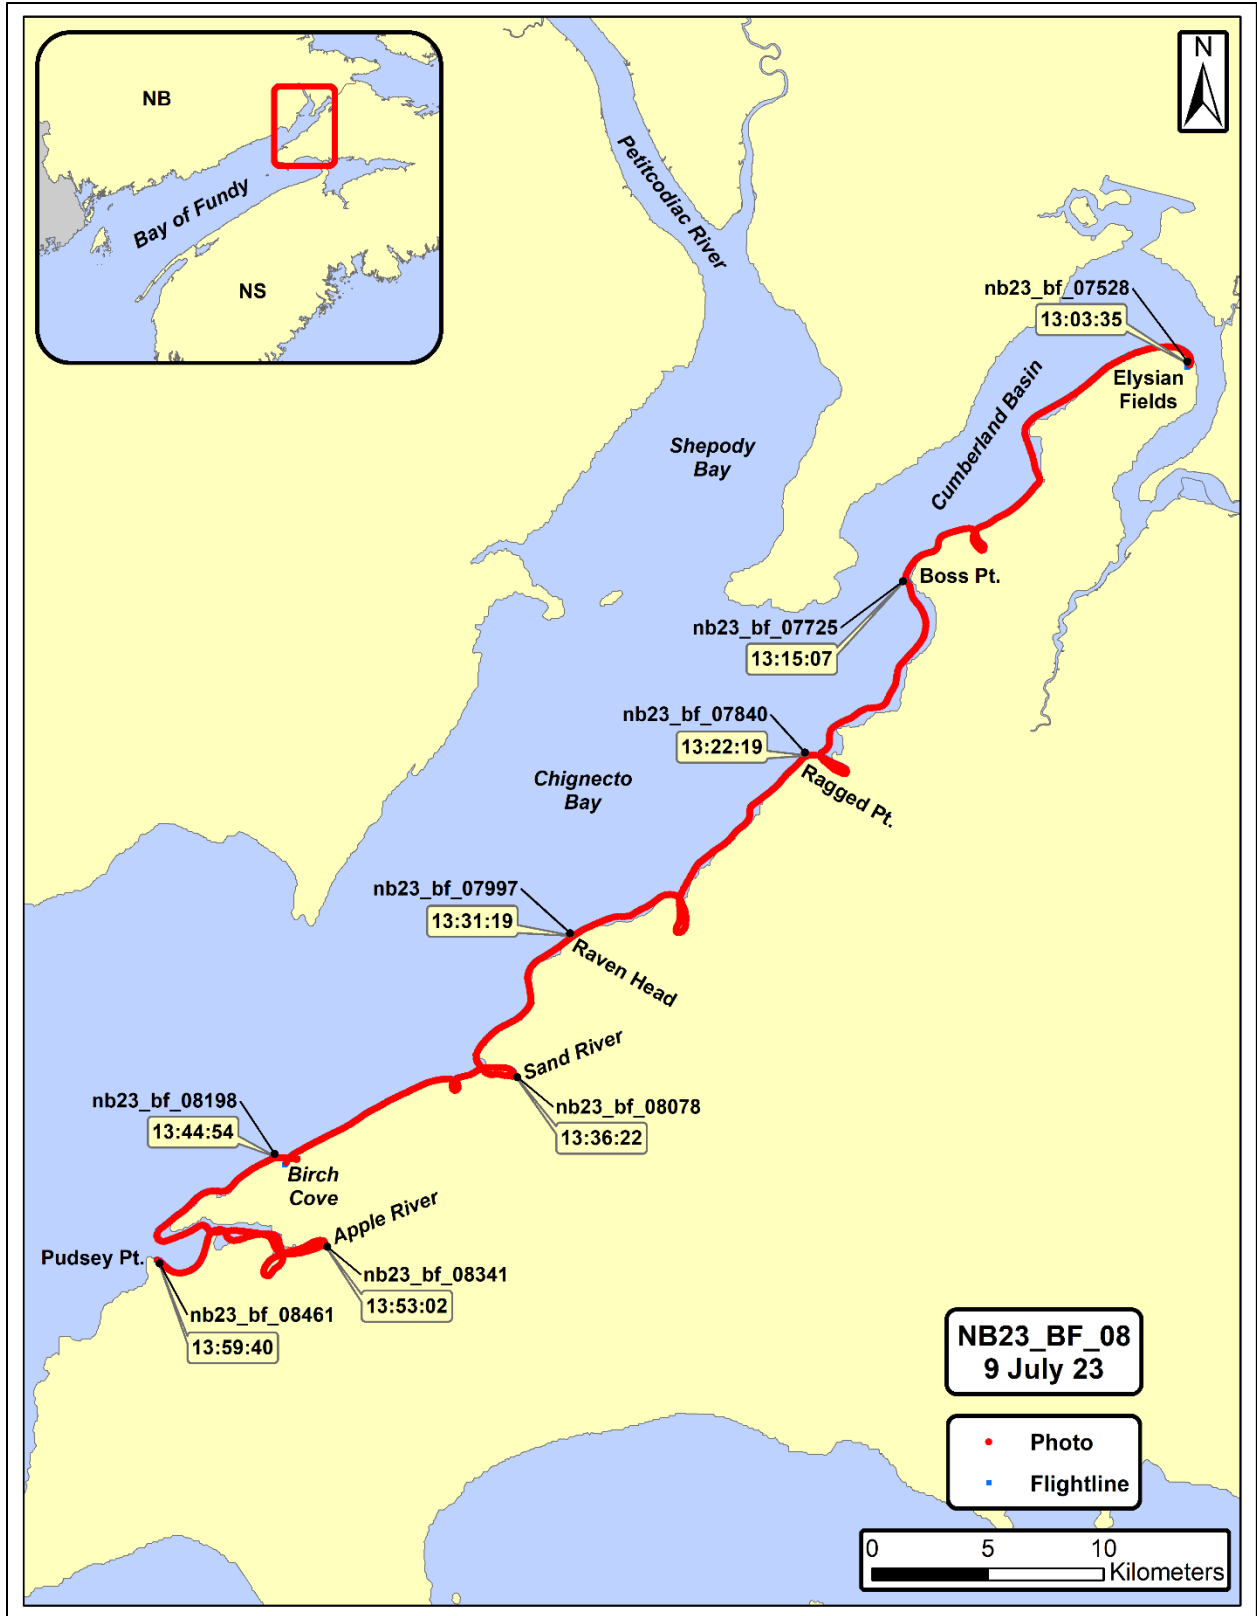 N
NB
Bay of Fundy
NS
Petitcodiac River
nb23_bf_07528
13:03:35
Elysian
Fields
Cumberland Basin
Shepody
Bay
Boss Pt.
nb23_bf_07725
13:15:07
nb23_bf_07840
13:22:19
Ragged Pt.
Chignecto
Bay
nb23_bf_07997
13:31:19
Raven Head
Sand River
nb23_bf_08078
13:36:22
nb23_bf_08198
13:44:54
Birch
Cove
Apple River
Pudsey Pt.
nb23_bf_08341
13:53:02
nb23_bf_08461
13:59:40
NB23_BF_08
9 July 23
Photo
Flightline
0 5 10
Kilometers